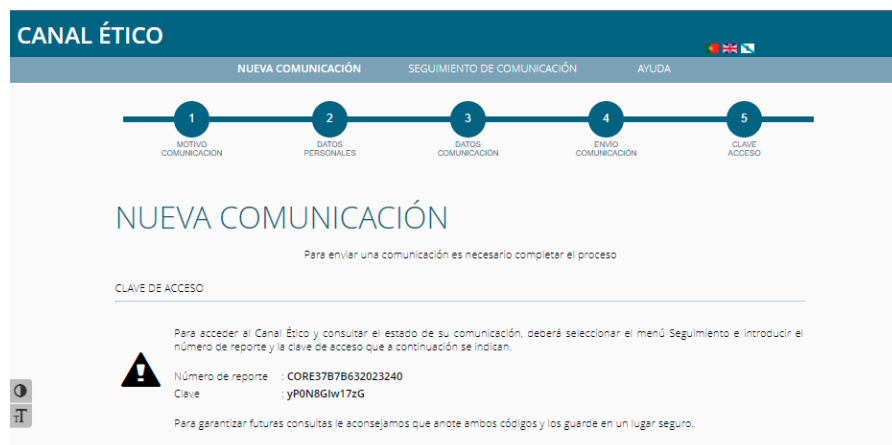 CANAL ÉTICO
NUEVA COMUNICACIÓN SEGUIMIENTO DE COMUNICACIÓN AYUDA
1 2 3 4 5
MOTIVO COMUNICACION
DATOS PERSONALES
DATOS COMUNICACIÓN
ENVÍO COMUNICACIÓN
CLAVE ACCESO
NUEVA COMUNICACIÓN
Para enviar una comunicación es necesario completar el proceso
CLAVE DE ACCESO
Para acceder al Canal Ético y consultar el estado de su comunicación, deberá seleccionar el menú Seguimiento e introducir el
número de reporte y la clave de acceso que a continuación se indican.
Número de reporte : CORE37B7B632023240
Clave : yP0N8GIw17zG
Para garantizar futuras consultas le aconsejamos que anote ambos códigos y los guarde en un lugar seguro.
TT